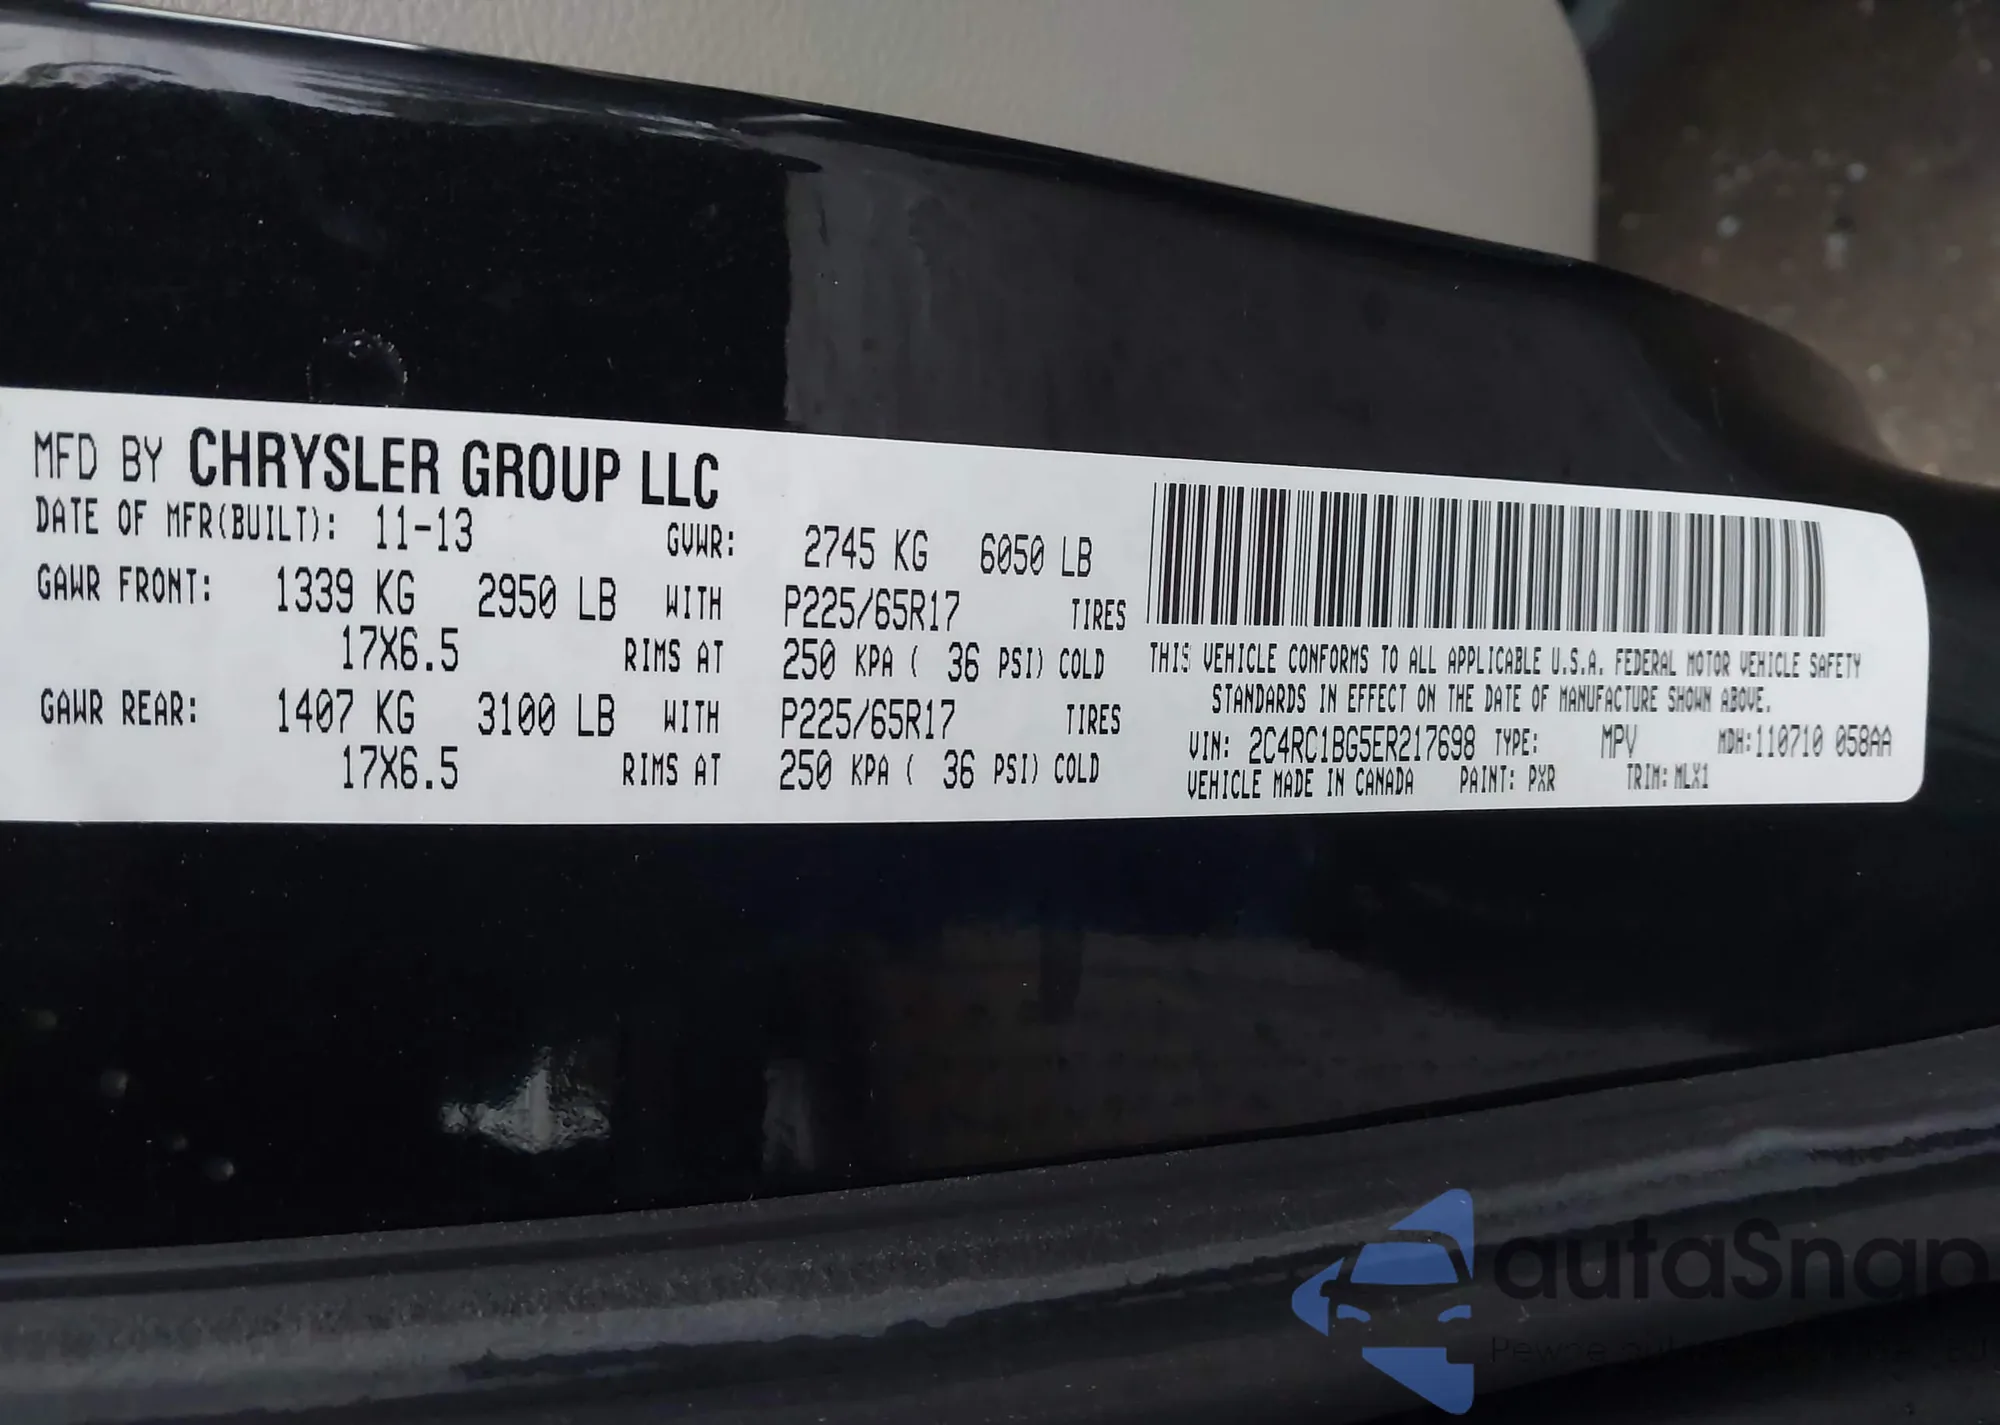 MFD BY CHRYSLER GROUP LLC
DATE OF MFR(BUILT): 11-13 GVWR: 2745 KG 6050 LB
GAWR FRONT: 1339 KG 2950 LB WITH P225/65R17 TIRES
17X6.5 RIMS AT 250 KPA ( 36 PSI) COLD
GAWR REAR: 1407 KG 3100 LB WITH P225/65R17 TIRES
17X6.5 RIMS AT 250 KPA ( 36 PSI) COLD
THIS VEHICLE CONFORMS TO ALL APPLICABLE U.S.A. FEDERAL MOTOR VEHICLE SAFETY
STANDARDS IN EFFECT ON THE DATE OF MANUFACTURE SHOWN ABOVE.
VIN: 2C4RC1BG5ER217698 TYPE: MPV MDH:110710 058AA
VEHICLE MADE IN CANADA PAINT: PXR TRIM: MLX1
autaSnap
Pewne